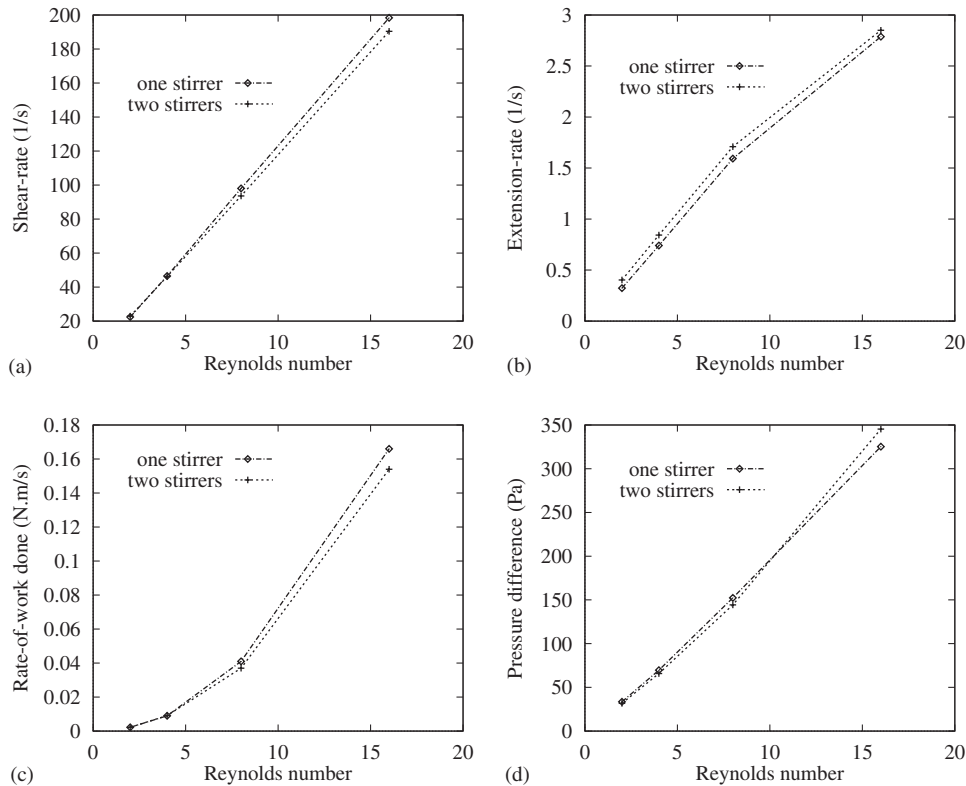 200
180
160
140
120
100
80
60
40
20
Shear-rate (1/s)
one stirrer
two stirrers
0 5 10 15 20
Reynolds number
(a)
3
2.5
2
1.5
1
0.5
0
Extension-rate (1/s)
one stirrer
two stirrers
0 5 10 15 20
Reynolds number
(b)
0.18
0.16
0.14
0.12
0.1
0.08
0.06
0.04
0.02
0
Rate-of-work done (N.m/s)
one stirrer
two stirrers
0 5 10 15 20
Reynolds number
(c)
350
300
250
200
150
100
50
0
Pressure difference (Pa)
one stirrer
two stirrers
0 5 10 15 20
Reynolds number
(d)